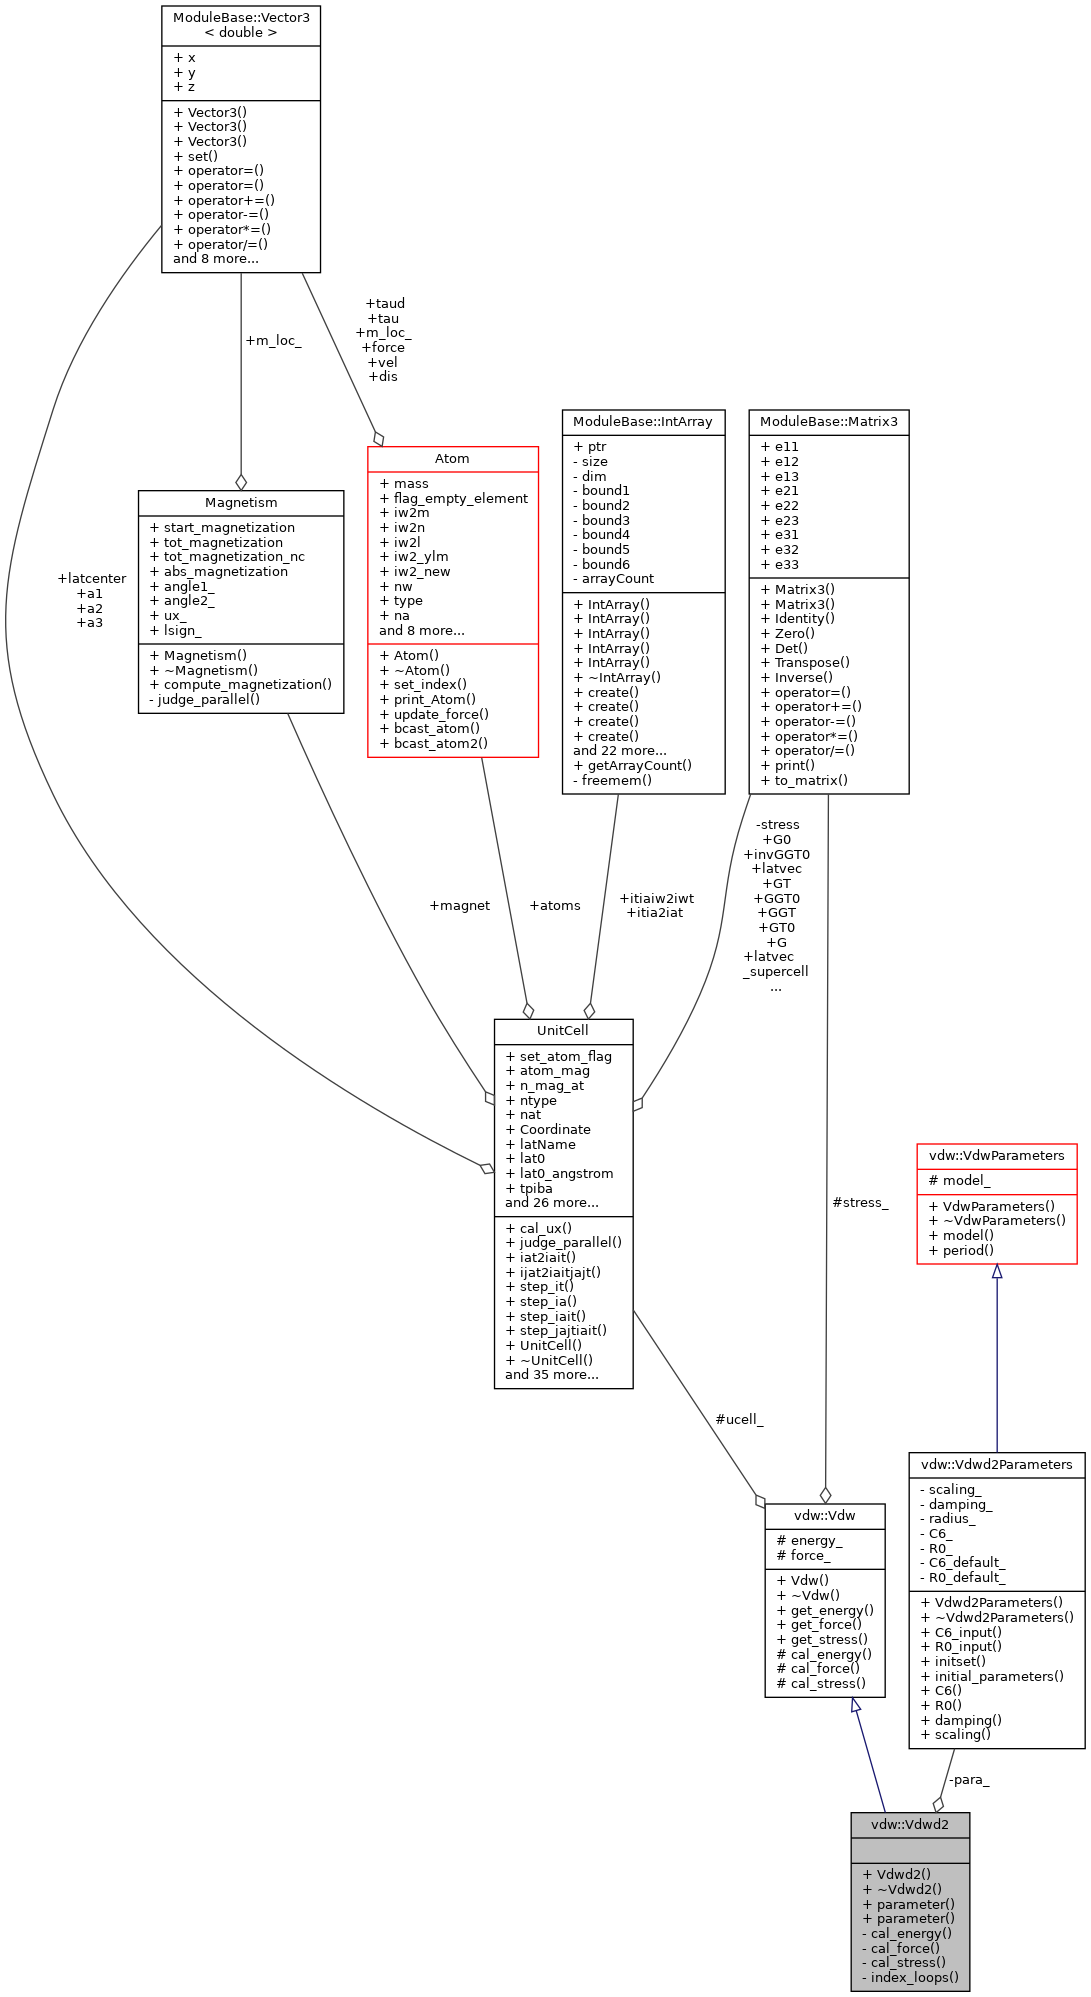 ModuleBase::Vector3
< double >
+ x
+ y
+ z
+ Vector3()
+ Vector3()
+ Vector3()
+ set()
+ operator=()
+ operator=()
+ operator+=()
+ operator-=()
+ operator*=()
+ operator/=()
and 8 more...
+taud
+tau
+m_loc_
+force
+vel
+dis
+m_loc_
ModuleBase::IntArray
+ ptr
- size
- dim
- bound1
- bound2
- bound3
- bound4
- bound5
- bound6
- arrayCount
+ IntArray()
+ IntArray()
+ IntArray()
+ IntArray()
+ IntArray()
+ ~IntArray()
+ create()
+ create()
+ create()
+ create()
and 22 more...
+ getArrayCount()
- freemem()
ModuleBase::Matrix3
+ e11
+ e12
+ e13
+ e21
+ e22
+ e23
+ e31
+ e32
+ e33
+ Matrix3()
+ Matrix3()
+ Identity()
+ Zero()
+ Det()
+ Transpose()
+ Inverse()
+ operator=()
+ operator+=()
+ operator-=()
+ operator*=()
+ operator/=()
+ print()
+ to_matrix()
Atom
+ mass
+ flag_empty_element
+ iw2m
+ iw2n
+ iw2l
+ iw2_ylm
+ iw2_new
+ nw
+ type
+ na
and 8 more...
+ Atom()
+ ~Atom()
+ set_index()
+ print_Atom()
+ update_force()
+ bcast_atom()
+ bcast_atom2()
Magnetism
+ start_magnetization
+ tot_magnetization
+ tot_magnetization_nc
+ abs_magnetization
+ angle1_
+ angle2_
+ ux_
+ lsign_
+ Magnetism()
+ ~Magnetism()
+ compute_magnetization()
- judge_parallel()
+latcenter
+a1
+a2
+a3
+magnet
+atoms
+itiaiw2iwt
+itia2iat
-stress
+G0
+invGGT0
+latvec
+GT
+GGT0
+GGT
+GT0
+G
+latvec
_supercell
...
UnitCell
+ set_atom_flag
+ atom_mag
+ n_mag_at
+ ntype
+ nat
+ Coordinate
+ latName
+ lat0
+ lat0_angstrom
+ tpiba
and 26 more...
+ cal_ux()
+ judge_parallel()
+ iat2iait()
+ ijat2iaitjajt()
+ step_it()
+ step_ia()
+ step_iait()
+ step_jajtiait()
+ UnitCell()
+ ~UnitCell()
and 35 more...
vdw::VdwParameters
# model_
+ VdwParameters()
+ ~VdwParameters()
+ model()
+ period()
#stress_
#ucell_
vdw::Vdwd2Parameters
- scaling_
- damping_
- radius_
- C6_
- R0_
- C6_default_
- R0_default_
+ Vdwd2Parameters()
+ ~Vdwd2Parameters()
+ C6_input()
+ R0_input()
+ initset()
+ initial_parameters()
+ C6()
+ R0()
+ damping()
+ scaling()
vdw::Vdw
# energy_
# force_
+ Vdw()
+ ~Vdw()
+ get_energy()
+ get_force()
+ get_stress()
# cal_energy()
# cal_force()
# cal_stress()
-para_
vdw::Vdwd2
+ Vdwd2()
+ ~Vdwd2()
+ parameter()
+ parameter()
- cal_energy()
- cal_force()
- cal_stress()
- index_loops()